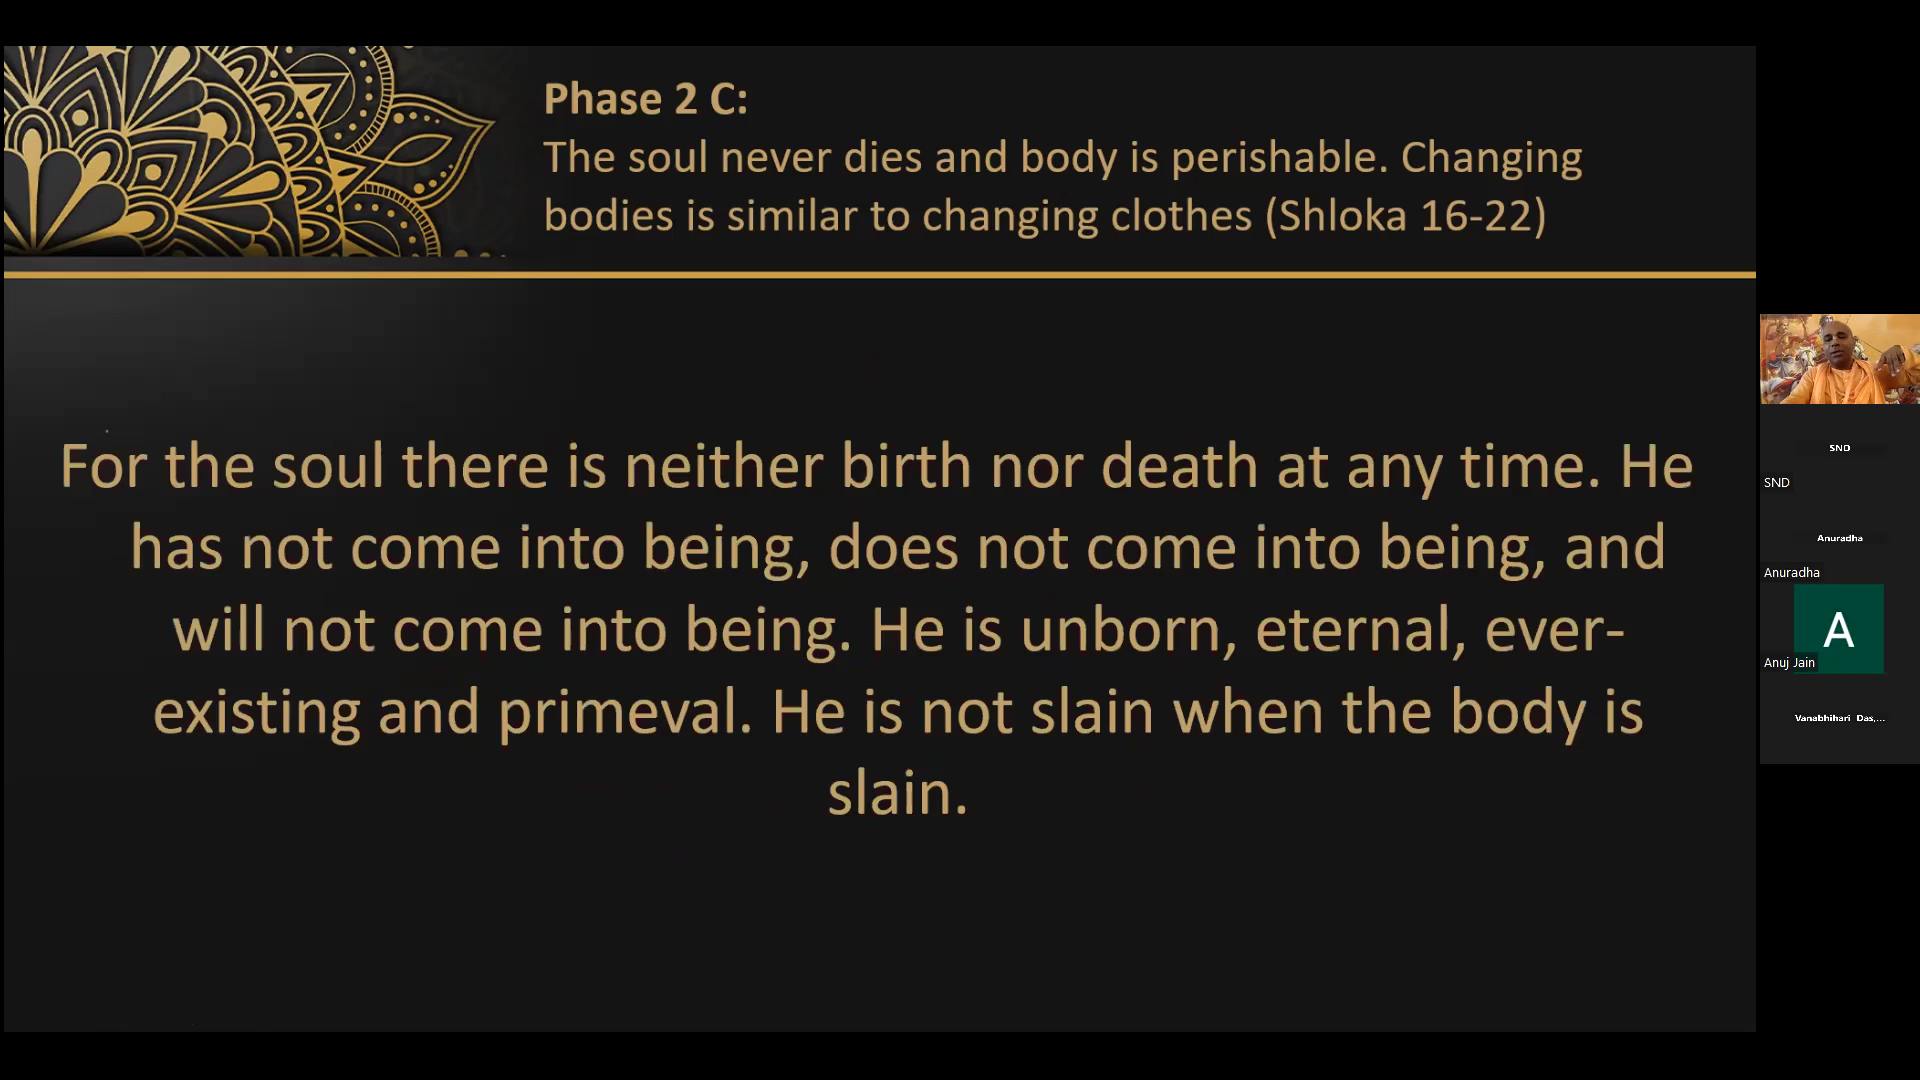 Phase 2 C:
The soul never dies and body is perishable. Changing
bodies is similar to changing clothes (Shloka 16-22)
For the soul there is neither birth nor death at any time. He
has not come into being, does not come into being, and
will not come into being. He is unborn, eternal, ever-
existing and primeval. He is not slain when the body is
slain.
SND
SND
Anuradha
Anuradha
A
Anuj Jain
Vanabhihari Das,...